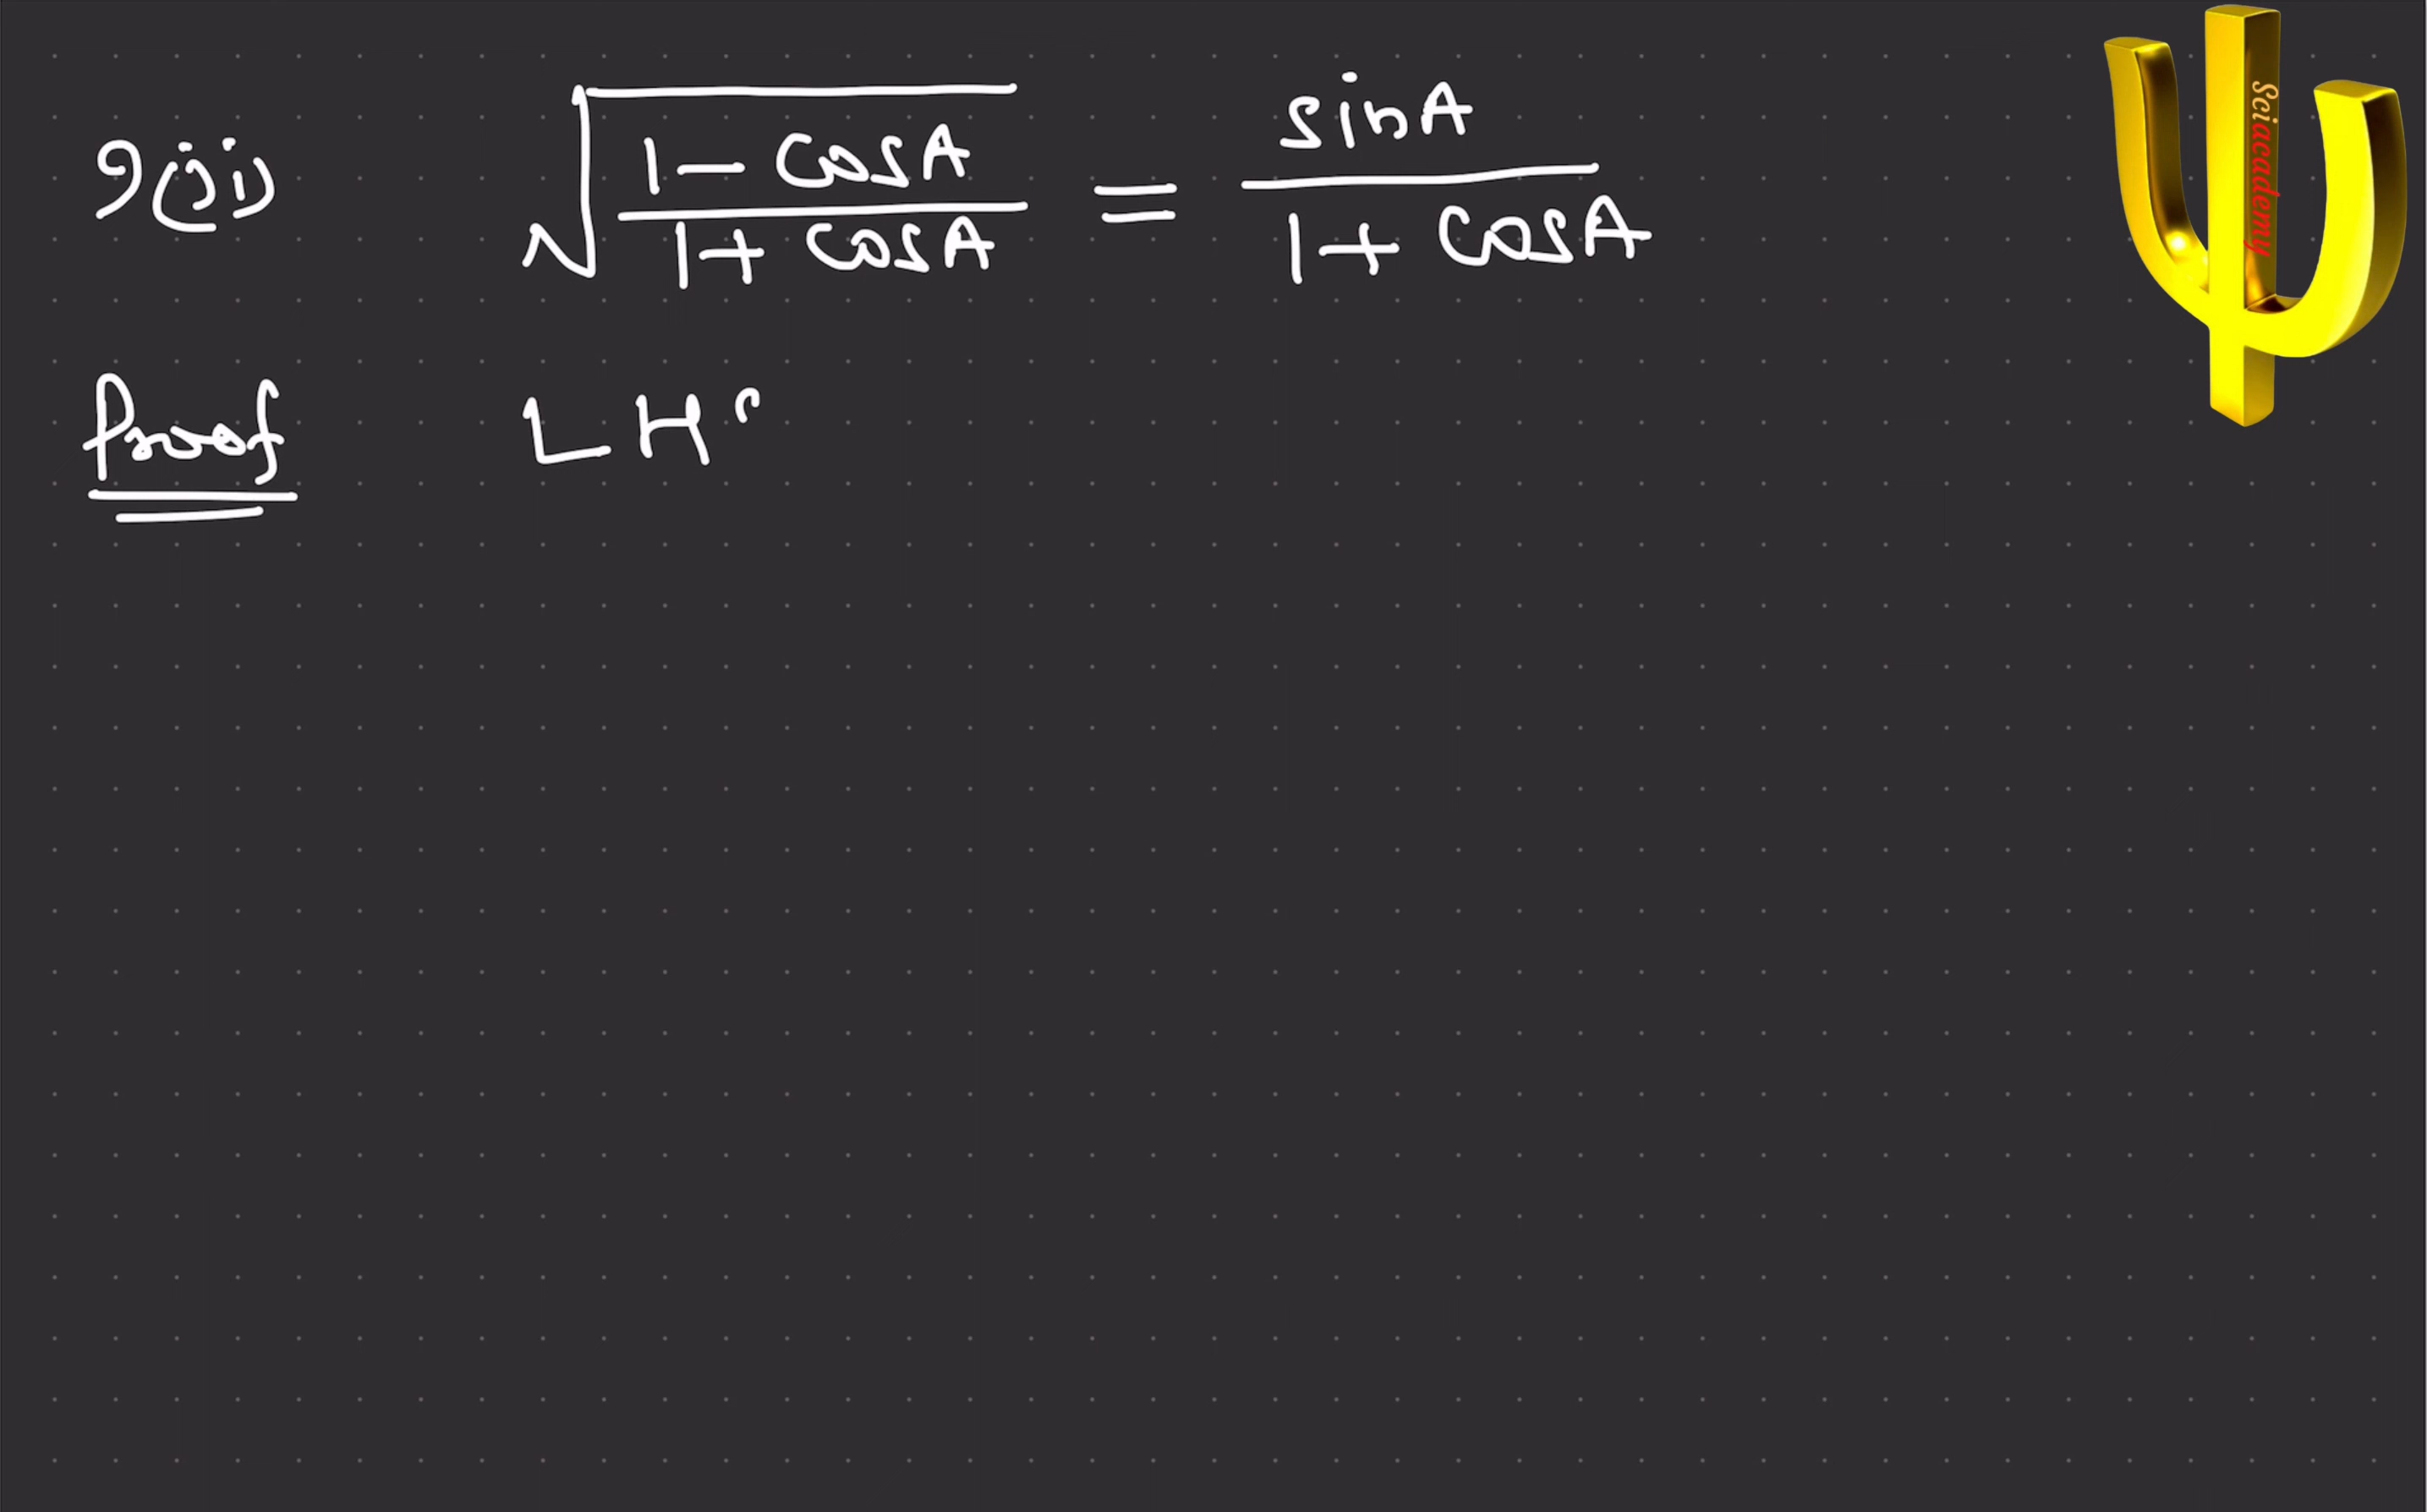 9(ii) √((1 - cosA)/(1 + cosA)) = sinA/(1 + cosA)
Proof LH
Sciacademy